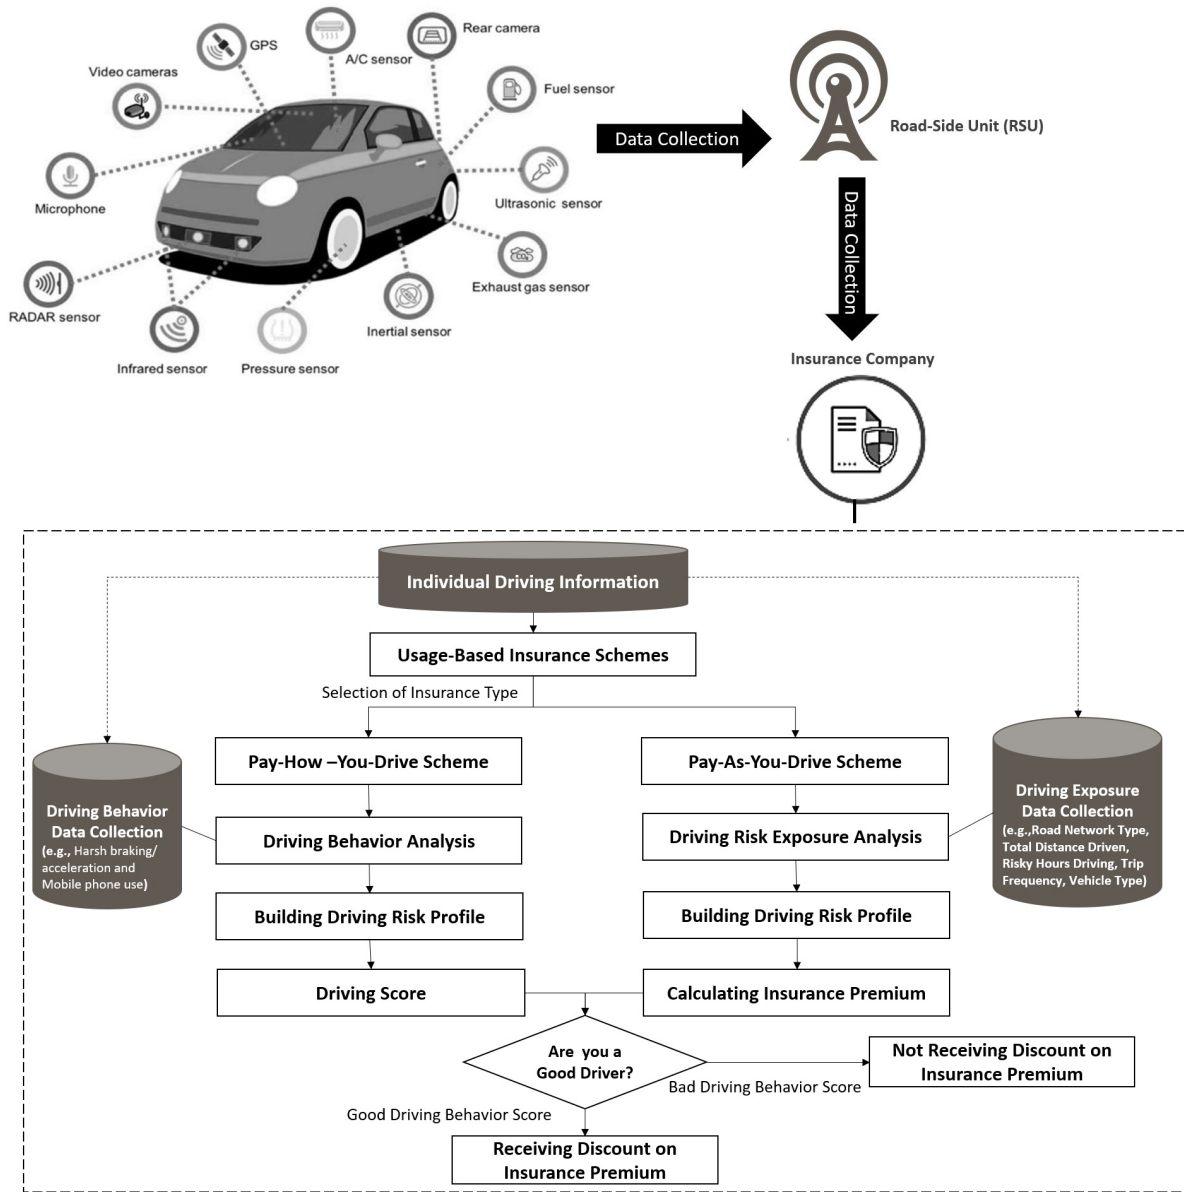 GPS
A/C sensor
Rear camera
Video cameras
Fuel sensor
Microphone
Ultrasonic sensor
RADAR sensor
Exhaust gas sensor
Infrared sensor
Pressure sensor
Inertial sensor
Data Collection
Road-Side Unit (RSU)
Data Collection
Insurance Company
Individual Driving Information
Usage-Based Insurance Schemes
Selection of Insurance Type
Pay-How –You-Drive Scheme
Pay-As-You-Drive Scheme
Driving Behavior
Data Collection
(e.g., Harsh braking/
acceleration and
Mobile phone use)
Driving Behavior Analysis
Driving Risk Exposure Analysis
Driving Exposure
Data Collection
(e.g.,Road Network Type,
Total Distance Driven,
Risky Hours Driving, Trip
Frequency, Vehicle Type)
Building Driving Risk Profile
Building Driving Risk Profile
Driving Score
Calculating Insurance Premium
Are you a
Good Driver?
Bad Driving Behavior Score
Not Receiving Discount on
Insurance Premium
Good Driving Behavior Score
Receiving Discount on
Insurance Premium